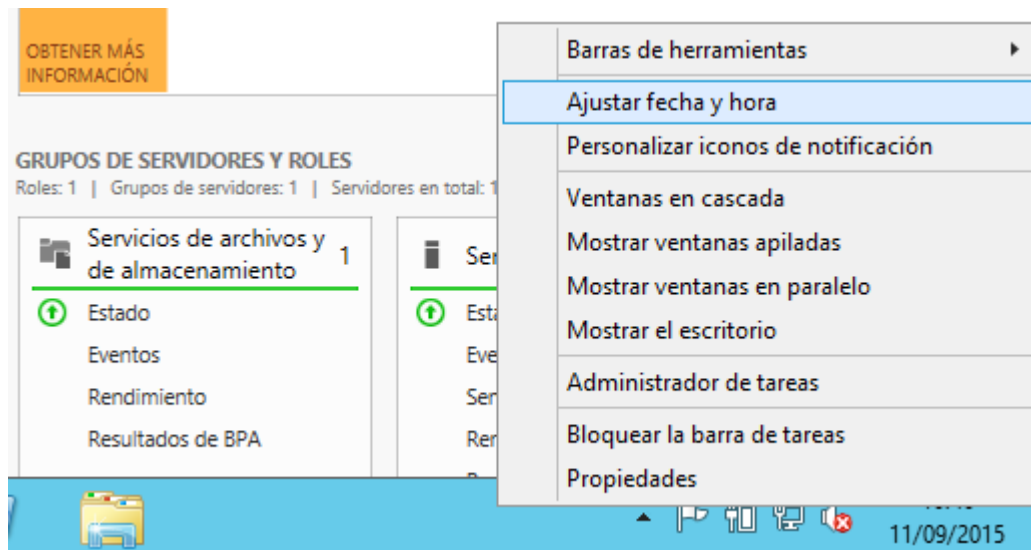 OBTENER MÁS
INFORMACIÓN
GRUPOS DE SERVIDORES Y ROLES
Roles: 1 | Grupos de servidores: 1 | Servidores en total: 1
Servicios de archivos y
de almacenamiento 1
Estado
Eventos
Rendimiento
Resultados de BPA
Barras de herramientas
Ajustar fecha y hora
Personalizar iconos de notificación
Ventanas en cascada
Mostrar ventanas apiladas
Mostrar ventanas en paralelo
Mostrar el escritorio
Administrador de tareas
Bloquear la barra de tareas
Propiedades
11/09/2015